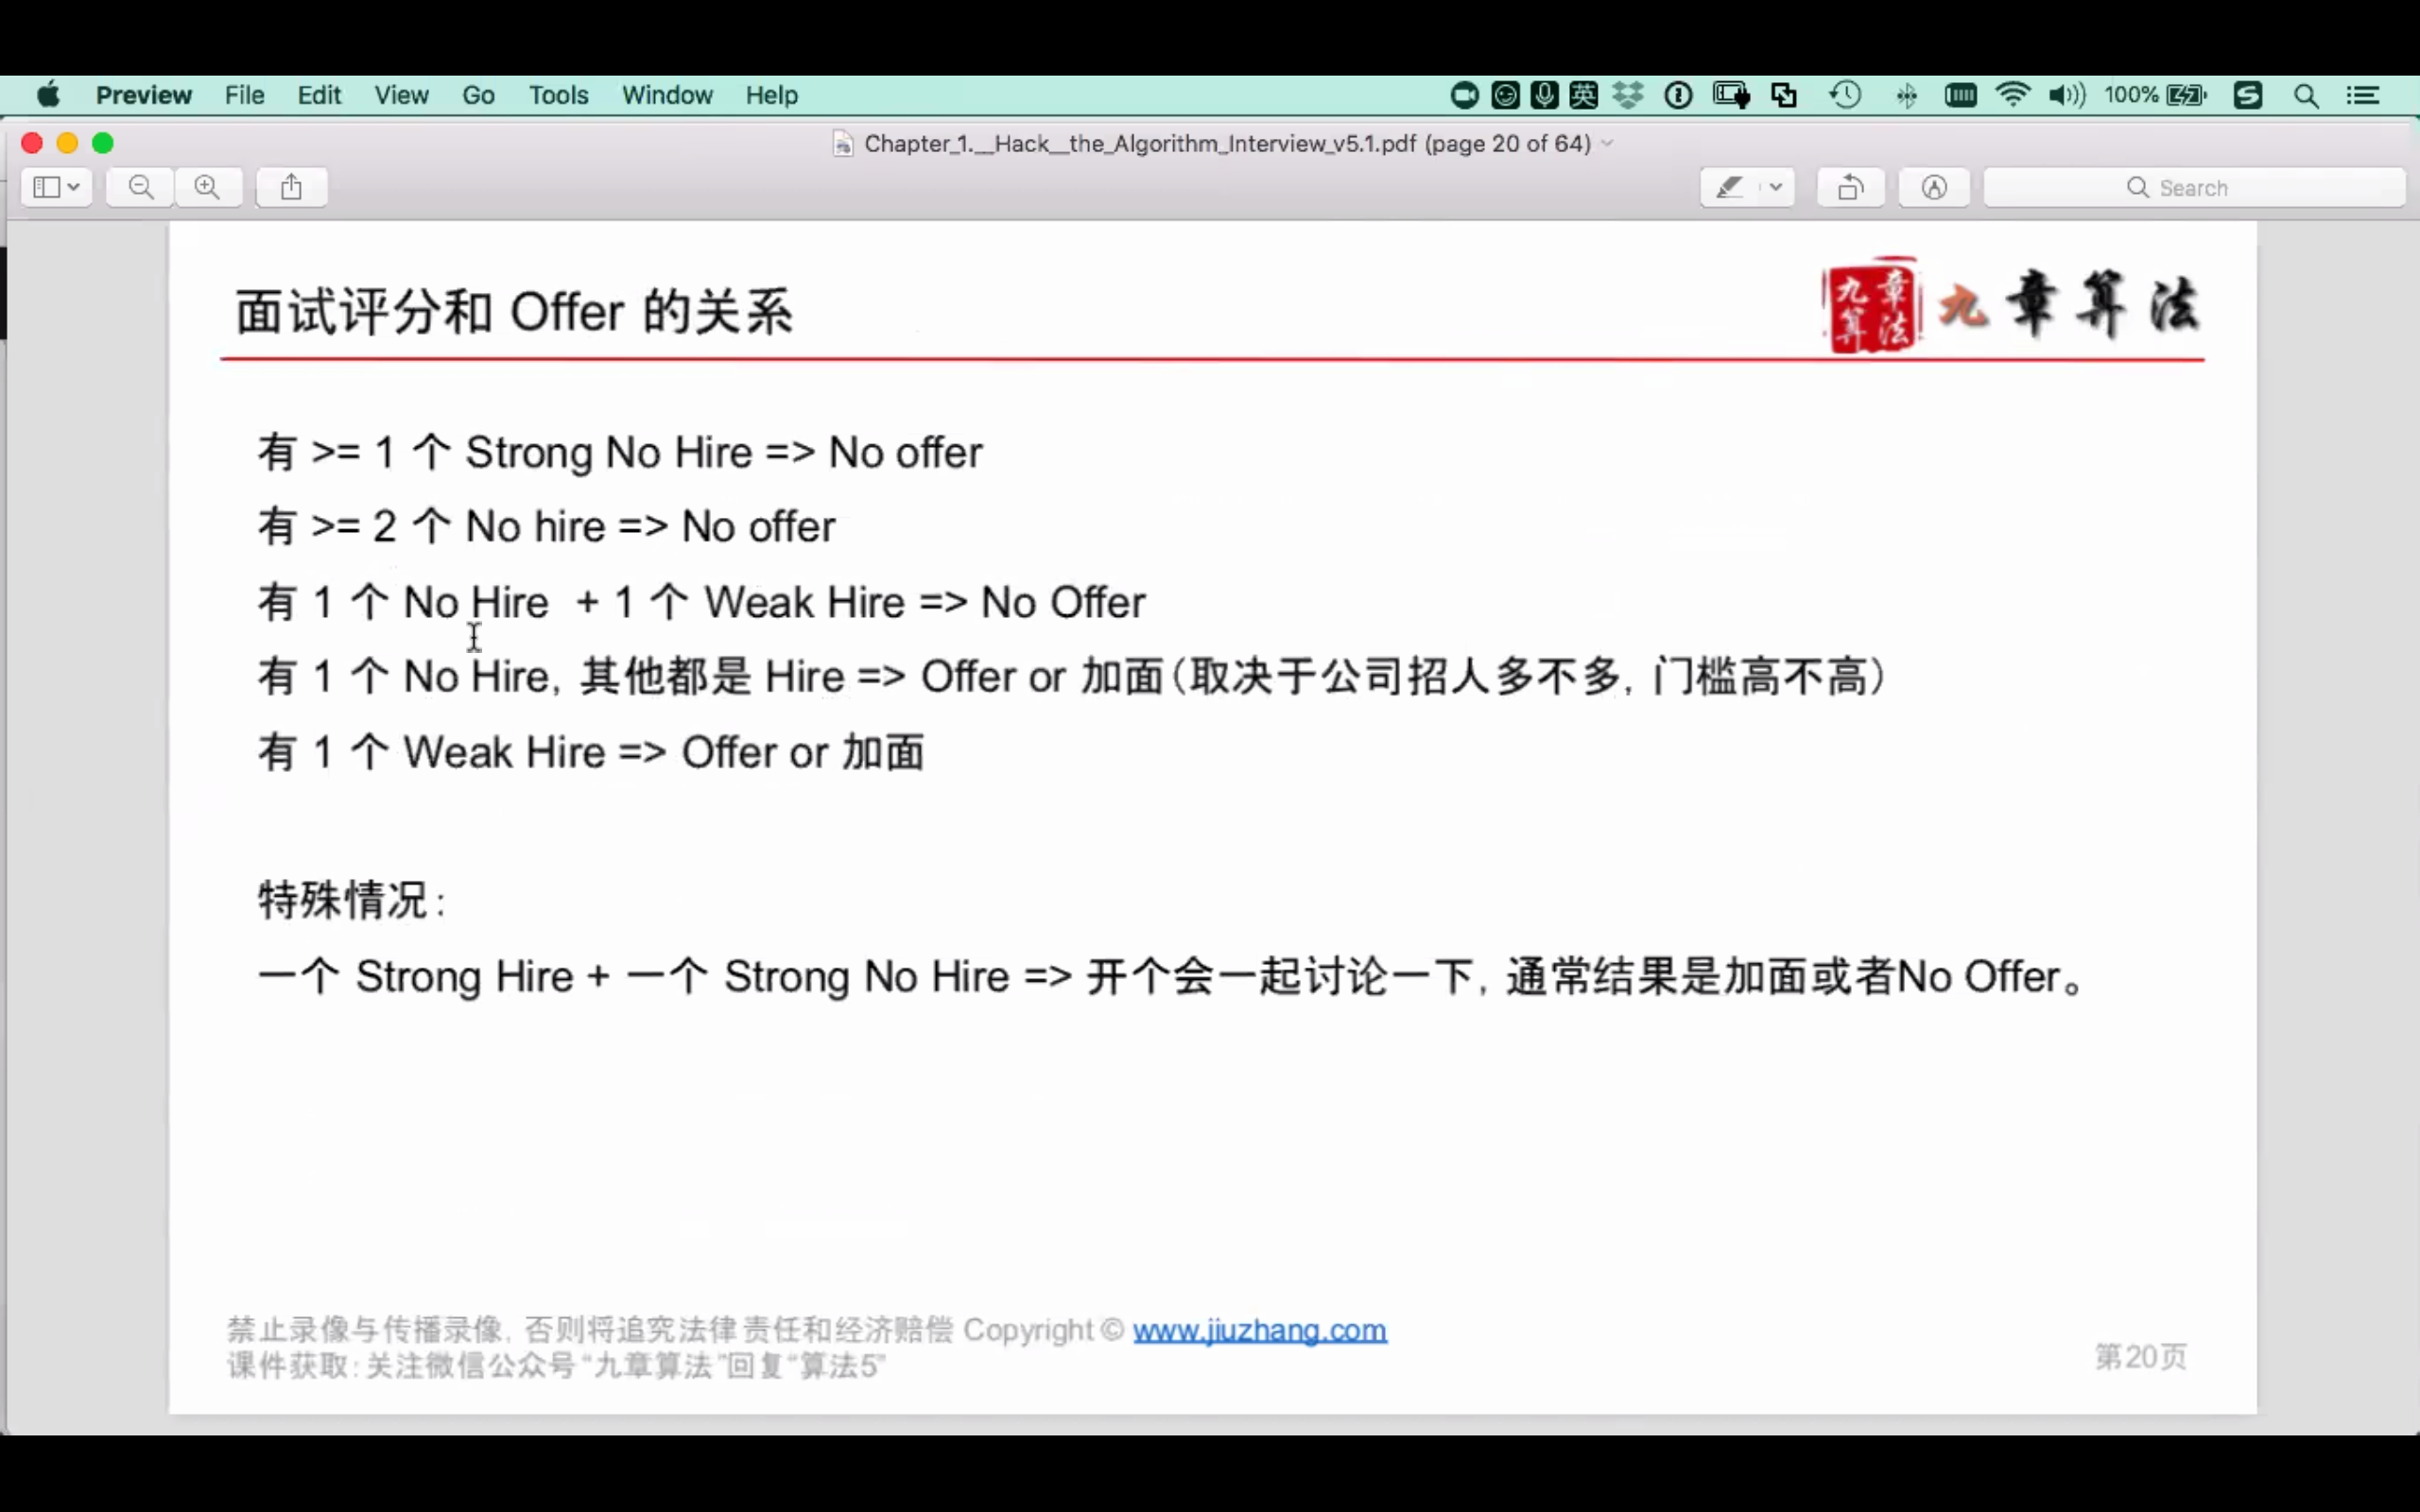 Preview File Edit View Go Tools Window Help 英 100%
Chapter_1.__Hack__the_Algorithm_Interview_v5.1.pdf (page 20 of 64)
Search
面试评分和 Offer 的关系
九章算法 九章算法
有 >= 1 个 Strong No Hire => No offer
有 >= 2 个 No hire => No offer
有 1 个 No Hire + 1 个 Weak Hire => No Offer
有 1 个 No Hire, 其他都是 Hire => Offer or 加面(取决于公司招人多不多, 门槛高不高)
有 1 个 Weak Hire => Offer or 加面
特殊情况:
一个 Strong Hire + 一个 Strong No Hire => 开个会一起讨论一下, 通常结果是加面或者No Offer。
禁止录像与传播录像, 否则将追究法律责任和经济赔偿 Copyright © www.jiuzhang.com
课件获取: 关注微信公众号“九章算法”回复“算法5”
第20页